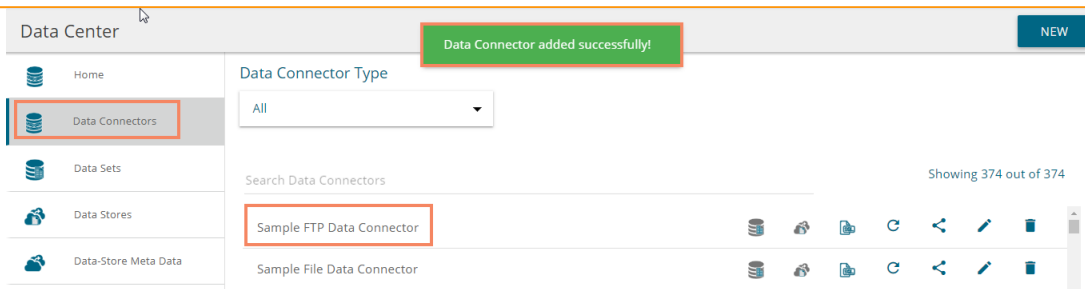 Data Center
Data Connector added successfully!
NEW
Home
Data Connectors
Data Sets
Data Stores
Data-Store Meta Data
Data Connector Type
All
Search Data Connectors
Showing 374 out of 374
Sample FTP Data Connector
Sample File Data Connector